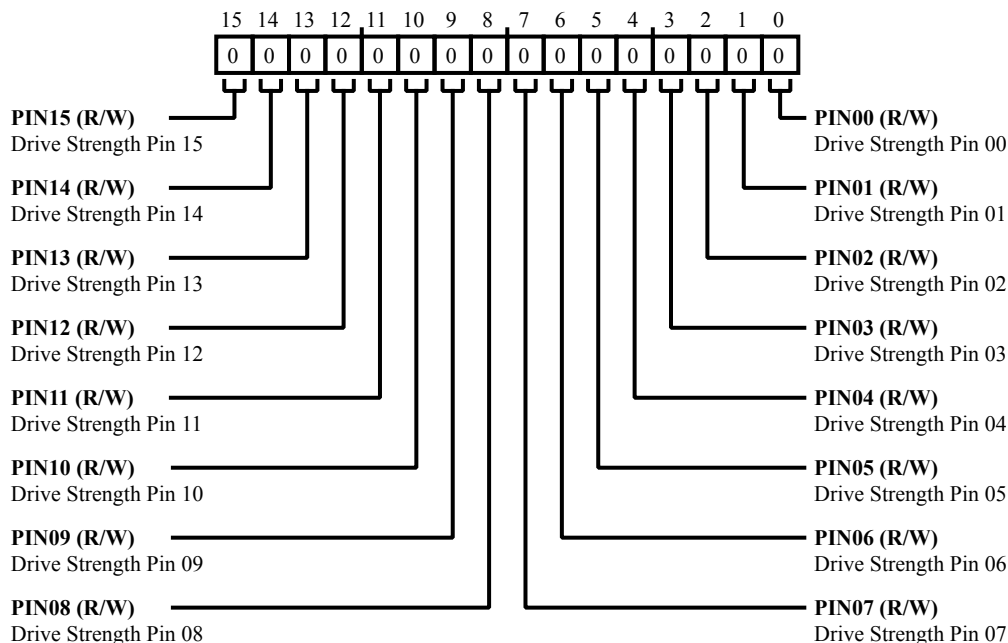 15 14 13 12 11 10 9 8 7 6 5 4 3 2 1 0
0 0 0 0 0 0 0 0 0 0 0 0 0 0 0 0
PIN15 (R/W)
Drive Strength Pin 15
PIN14 (R/W)
Drive Strength Pin 14
PIN13 (R/W)
Drive Strength Pin 13
PIN12 (R/W)
Drive Strength Pin 12
PIN11 (R/W)
Drive Strength Pin 11
PIN10 (R/W)
Drive Strength Pin 10
PIN09 (R/W)
Drive Strength Pin 09
PIN08 (R/W)
Drive Strength Pin 08
PIN00 (R/W)
Drive Strength Pin 00
PIN01 (R/W)
Drive Strength Pin 01
PIN02 (R/W)
Drive Strength Pin 02
PIN03 (R/W)
Drive Strength Pin 03
PIN04 (R/W)
Drive Strength Pin 04
PIN05 (R/W)
Drive Strength Pin 05
PIN06 (R/W)
Drive Strength Pin 06
PIN07 (R/W)
Drive Strength Pin 07